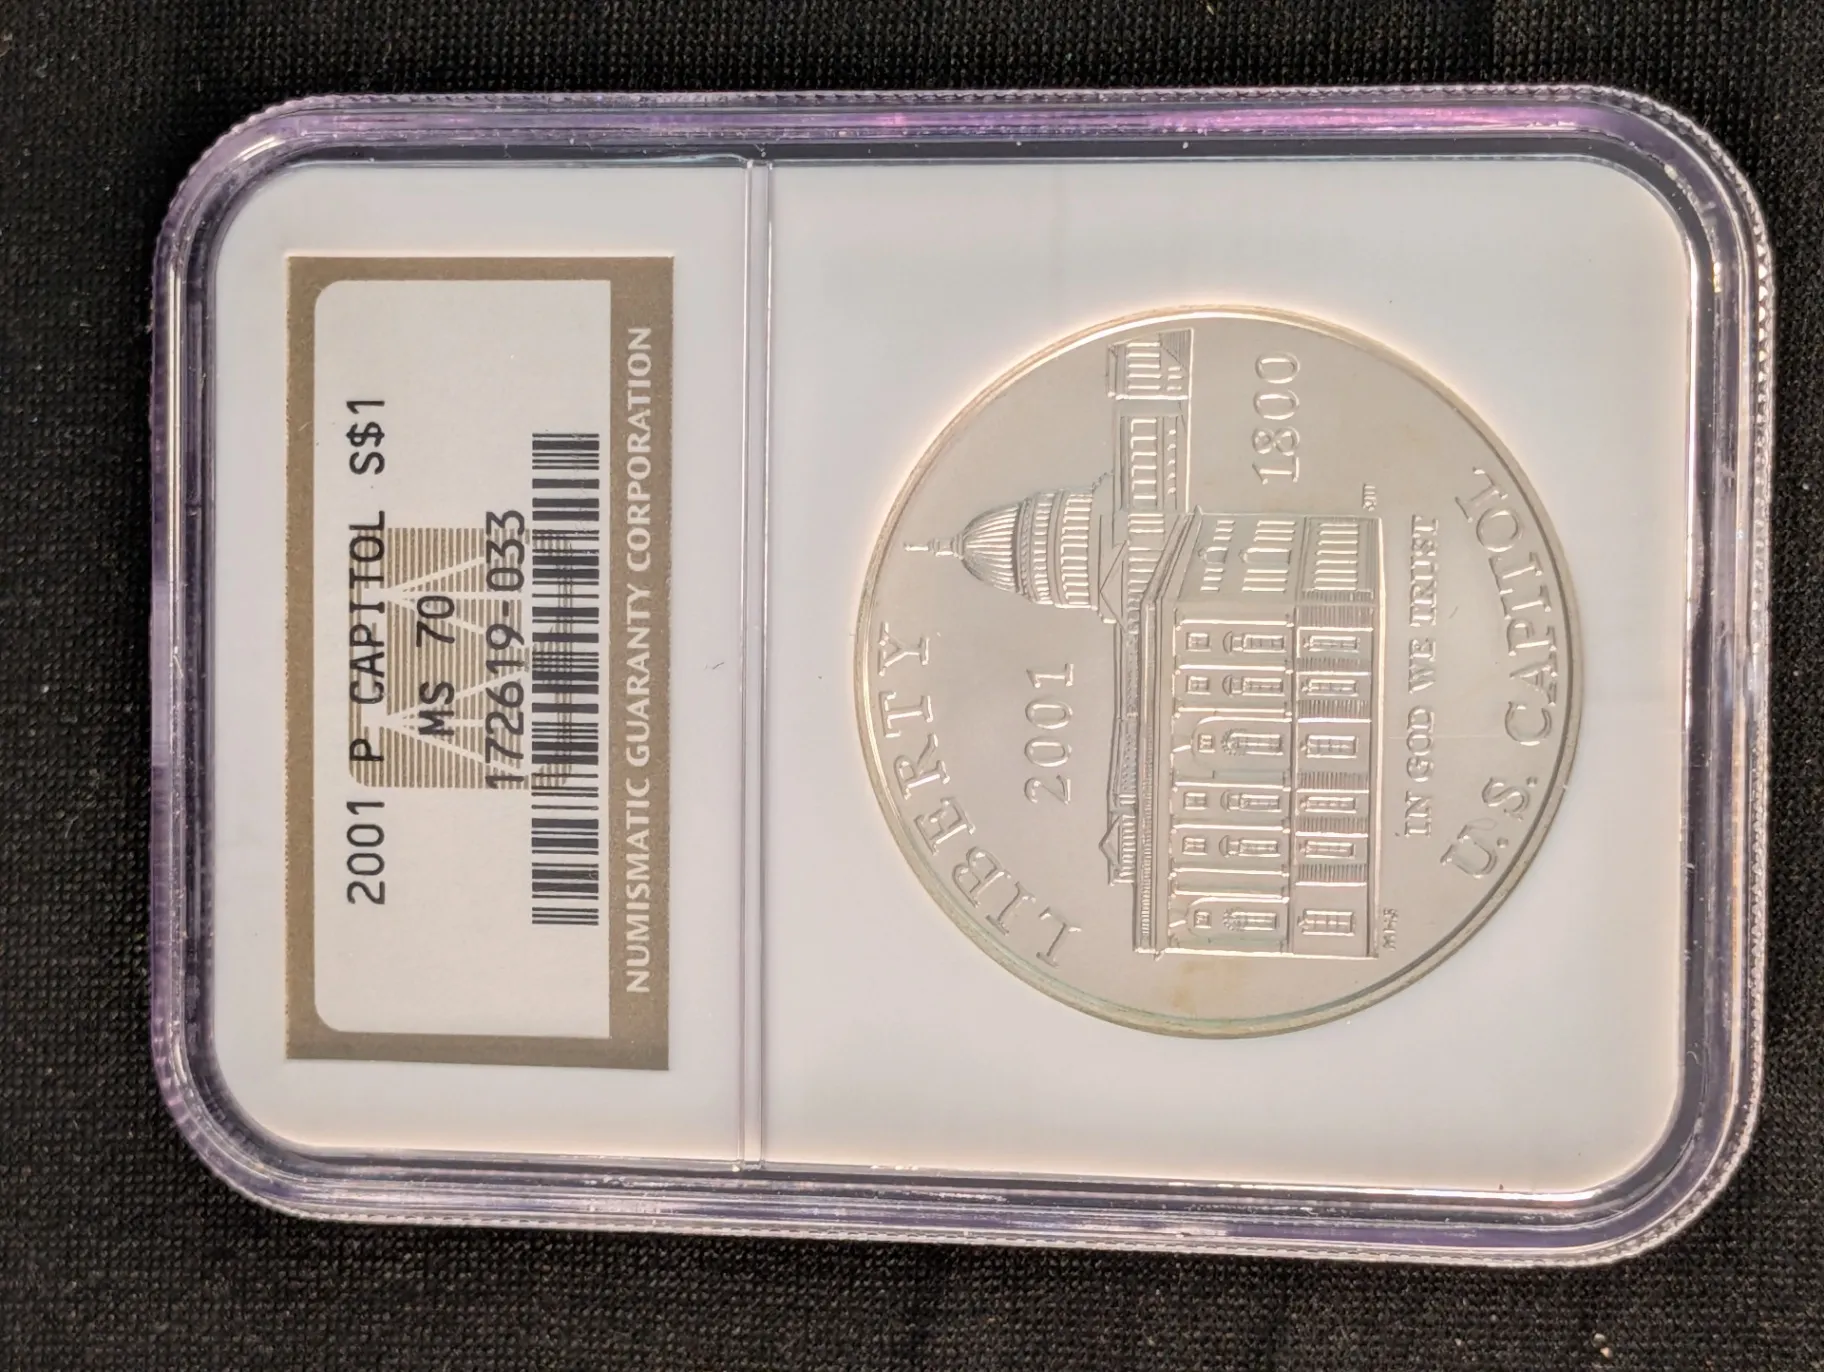 2001 P CAPITOL S$1
MS 70
172619-033
NUMISMATIC GUARANTY CORPORATION
LIBERTY
2001
1800
IN GOD WE TRUST
U.S. CAPITOL